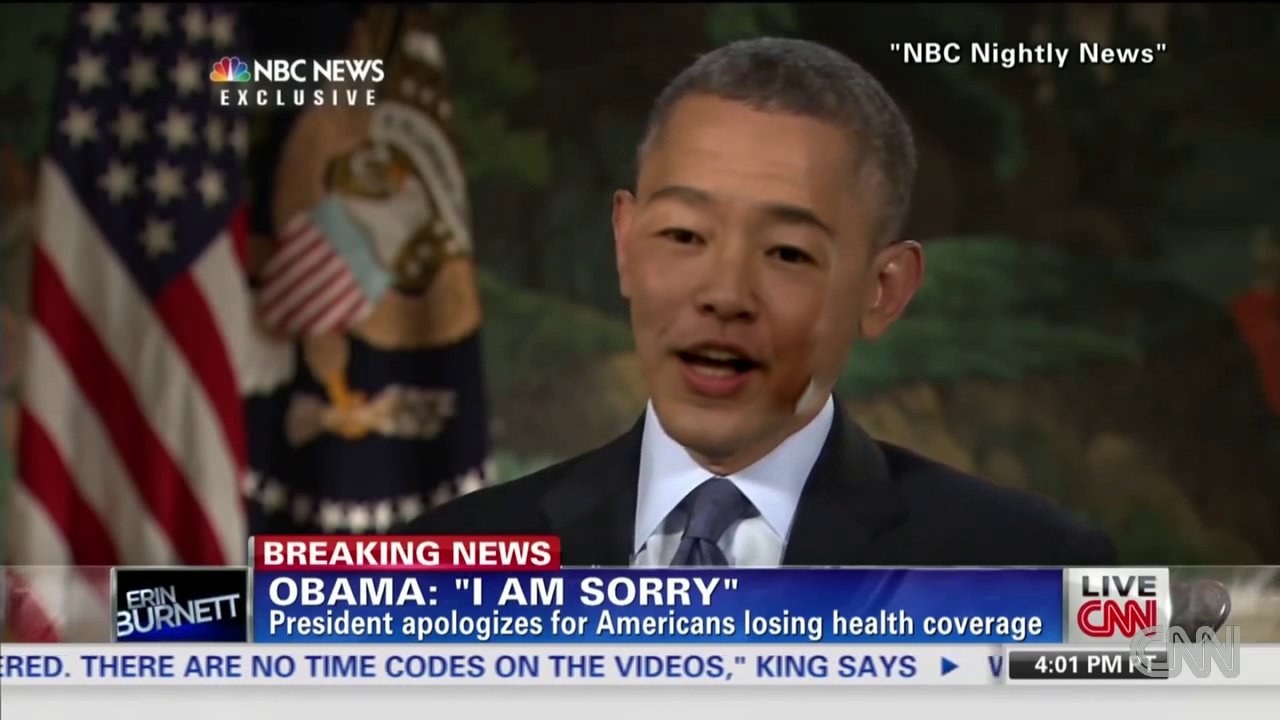 NBC NEWS
EXCLUSIVE
"NBC Nightly News"
BREAKING NEWS
ERIN BURNETT
OBAMA: "I AM SORRY"
President apologizes for Americans losing health coverage
LIVE
CNN
ERED. THERE ARE NO TIME CODES ON THE VIDEOS," KING SAYS
4:01 PM PT
CNN